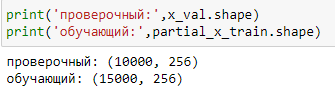 print('проверочный:',x_val.shape)
print('обучающий:',partial_x_train.shape)
проверочный: (10000, 256)
обучающий: (15000, 256)